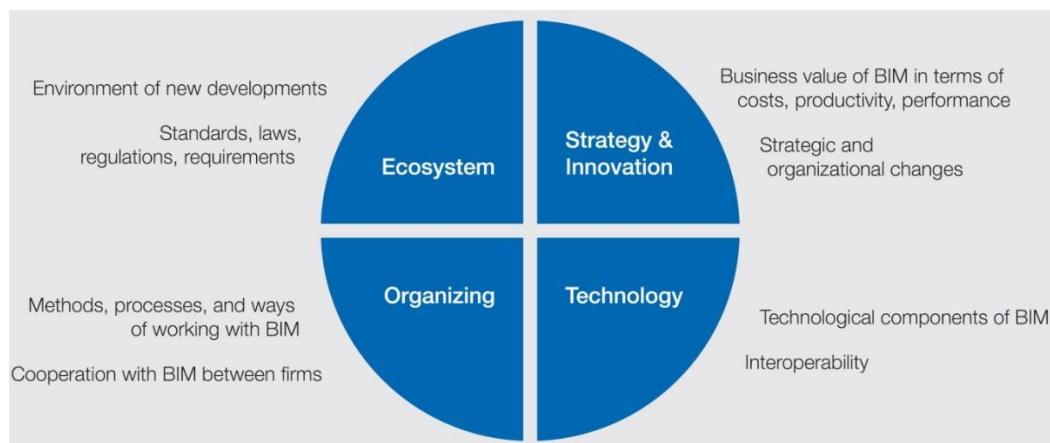 Environment of new developments
Standards, laws,
regulations, requirements
Ecosystem
Strategy &
Innovation
Business value of BIM in terms of
costs, productivity, performance
Strategic and
organizational changes
Methods, processes, and ways
of working with BIM
Cooperation with BIM between firms
Organizing
Technology
Technological components of BIM
Interoperability